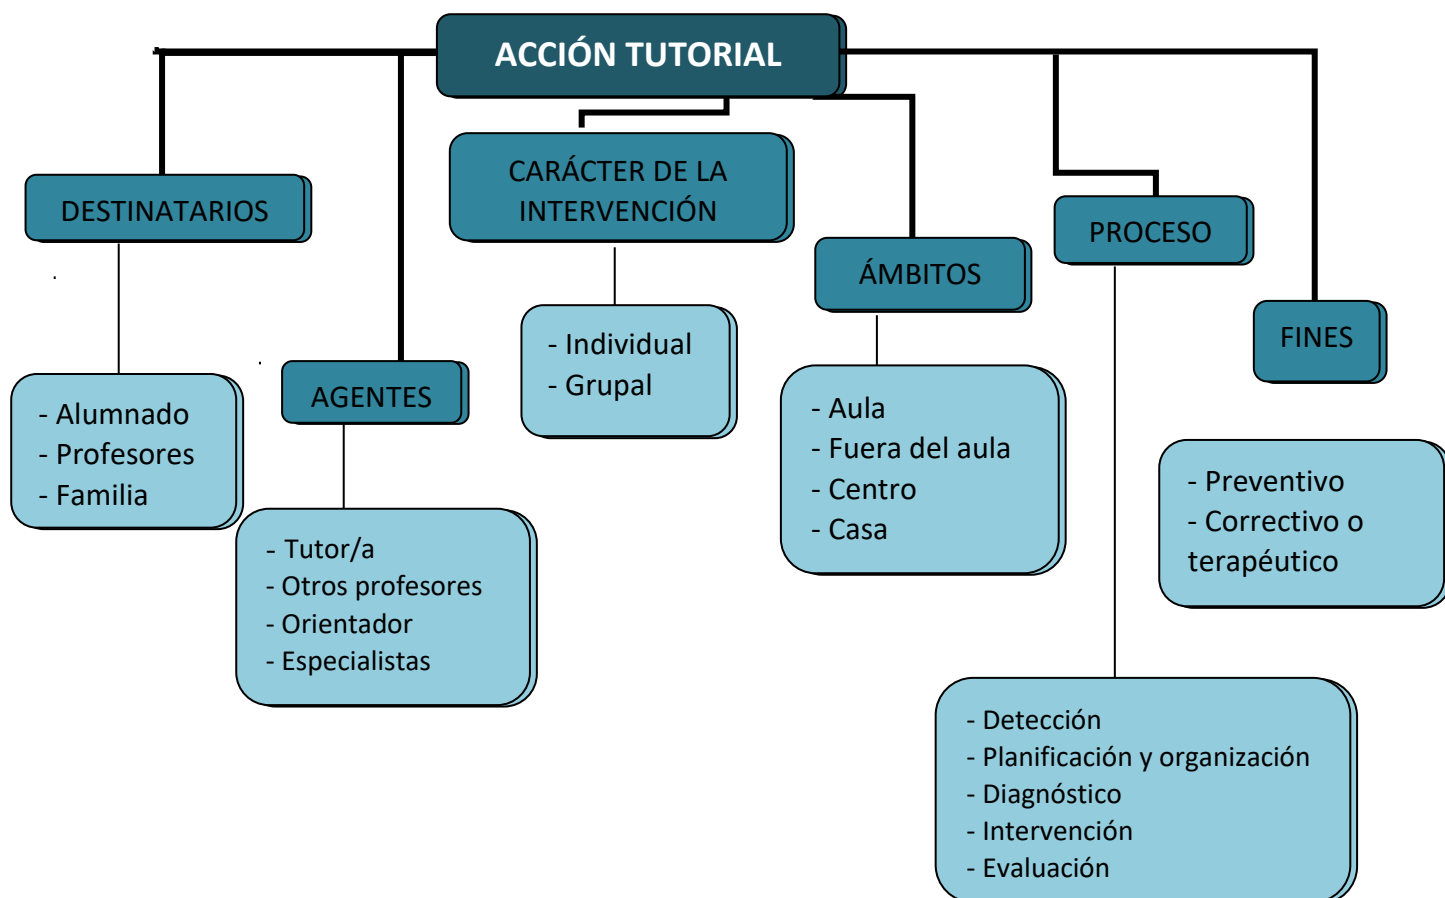 ACCIÓN TUTORIAL
DESTINATARIOS
- Alumnado
- Profesores
- Familia
AGENTES
- Tutor/a
- Otros profesores
- Orientador
- Especialistas
CARÁCTER DE LA
INTERVENCIÓN
- Individual
- Grupal
ÁMBITOS
- Aula
- Fuera del aula
- Centro
- Casa
PROCESO
- Detección
- Planificación y organización
- Diagnóstico
- Intervención
- Evaluación
FINES
- Preventivo
- Correctivo o
terapéutico